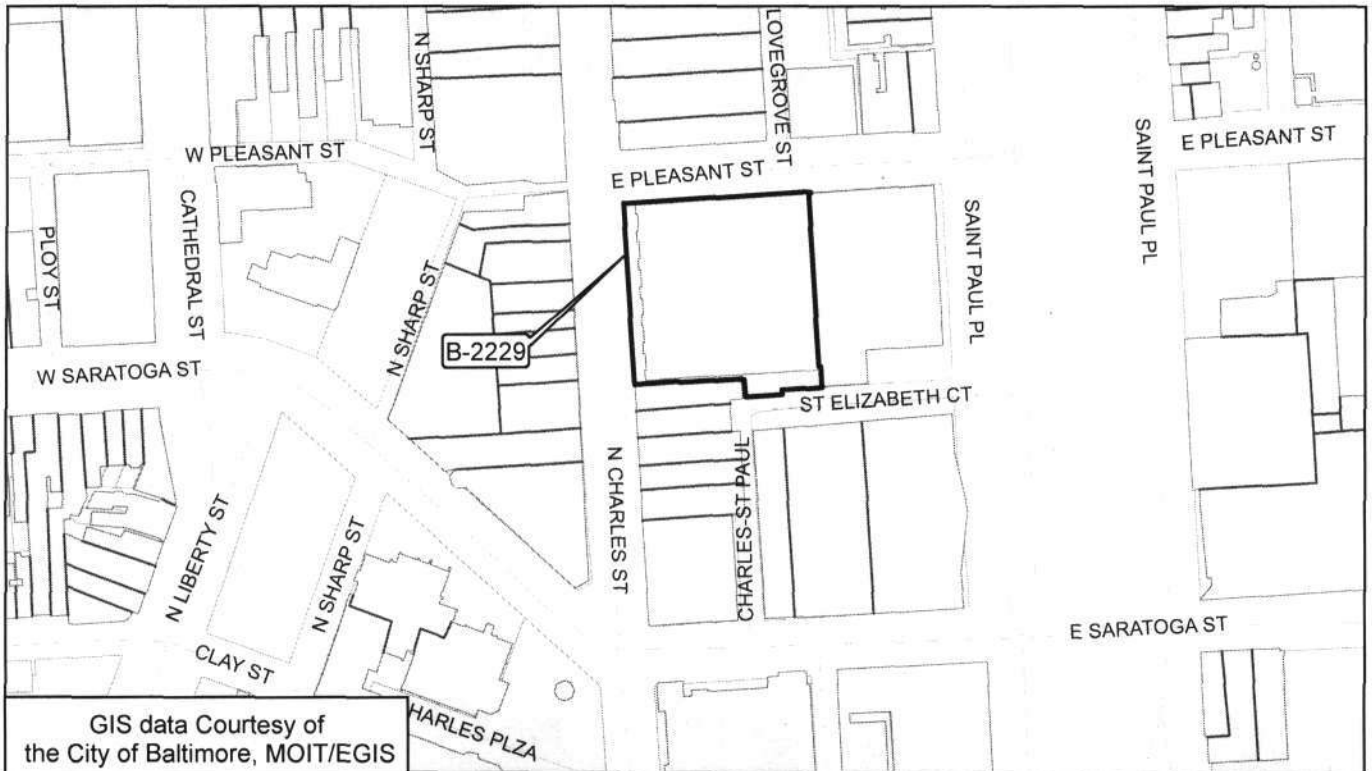 N SHARP ST
LOVEGROVE ST
W PLEASANT ST
E PLEASANT ST
SAINT PAUL PL
E PLEASANT ST
PLOY ST
CATHEDRAL ST
N SHARP ST
SAINT PAUL PL
B-2229
W SARATOGA ST
ST ELIZABETH CT
N CHARLES ST
CHARLES-ST PAUL
N LIBERTY ST
N SHARP ST
E SARATOGA ST
CLAY ST
HARLES PLZA
GIS data Courtesy of
the City of Baltimore, MOIT/EGIS